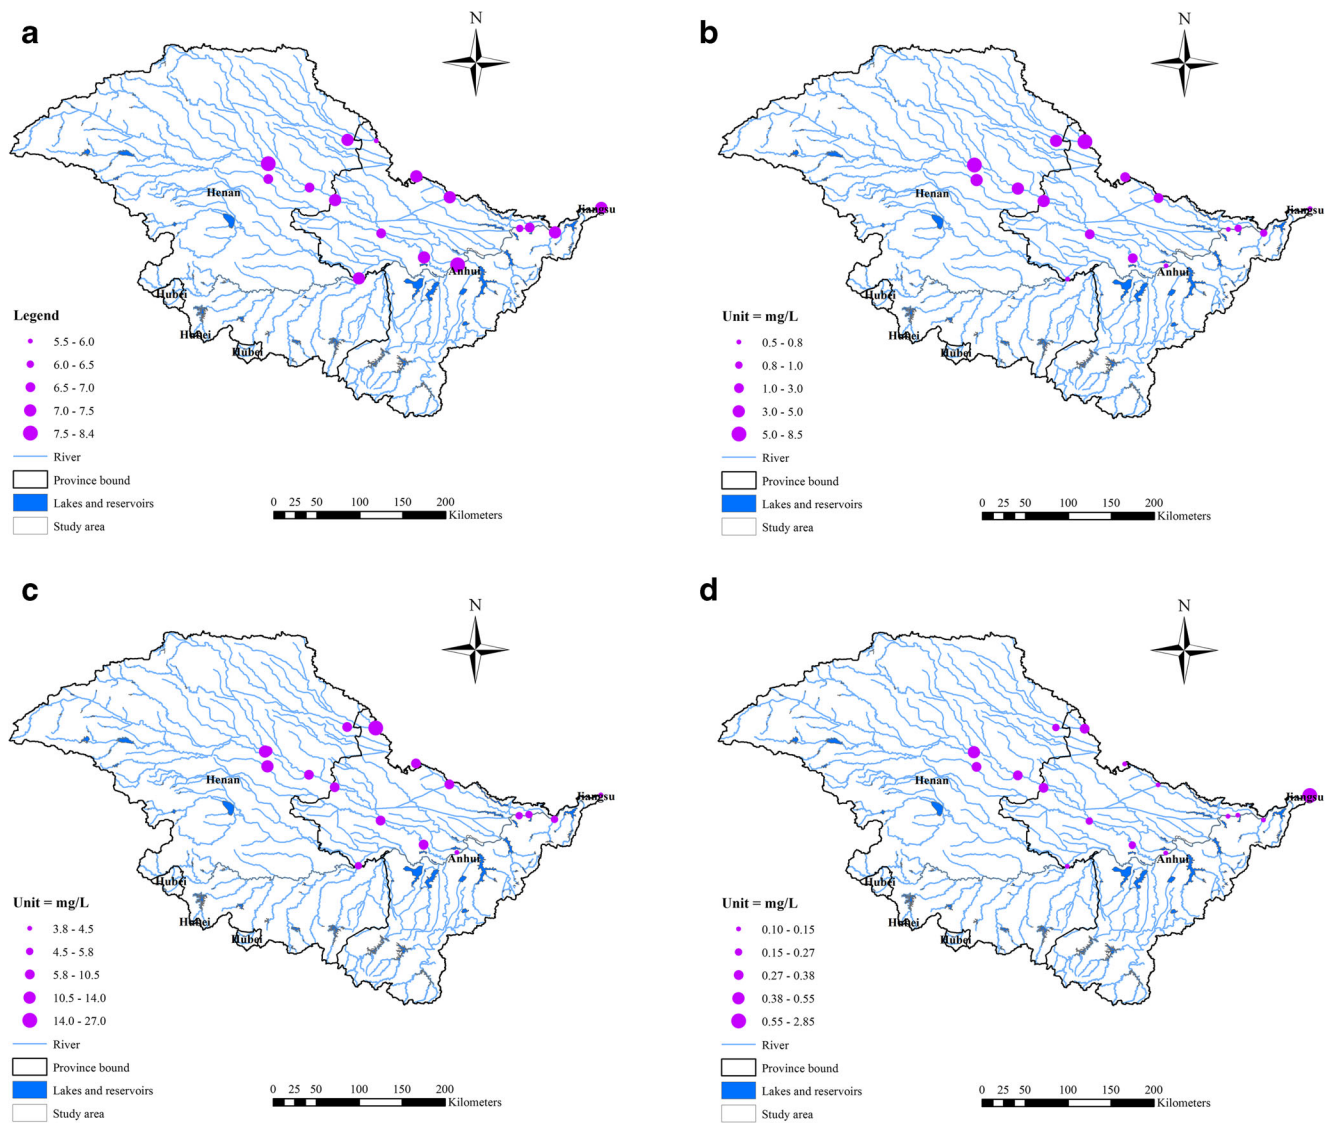 a
N
Henan
Jiangsu
Anhui
Hubei
Hubei
Hubei
Legend
5.5 - 6.0
6.0 - 6.5
6.5 - 7.0
7.0 - 7.5
7.5 - 8.4
River
Province bound
Lakes and reservoirs
Study area
0 25 50 100 150 200
Kilometers
b
N
Henan
Jiangsu
Anhui
Hubei
Hubei
Hubei
Unit = mg/L
0.5 - 0.8
0.8 - 1.0
1.0 - 3.0
3.0 - 5.0
5.0 - 8.5
River
Province bound
Lakes and reservoirs
Study area
0 25 50 100 150 200
Kilometers
c
N
Henan
Jiangsu
Anhui
Hubei
Hubei
Hubei
Unit = mg/L
3.8 - 4.5
4.5 - 5.8
5.8 - 10.5
10.5 - 14.0
14.0 - 27.0
River
Province bound
Lakes and reservoirs
Study area
0 25 50 100 150 200
Kilometers
d
N
Henan
Jiangsu
Anhui
Hubei
Hubei
Hubei
Unit = mg/L
0.10 - 0.15
0.15 - 0.27
0.27 - 0.38
0.38 - 0.55
0.55 - 2.85
River
Province bound
Lakes and reservoirs
Study area
0 25 50 100 150 200
Kilometers